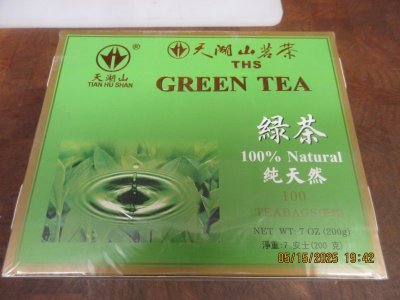 ®
天湖山
TIAN HU SHAN
天湖山茗茶
THS
GREEN TEA
綠茶
100% Natural
純天然
100
TEABAGS
NET WT: 7 OZ (200g)
淨重:7 安士(200 克)
05/15/2025 19:42